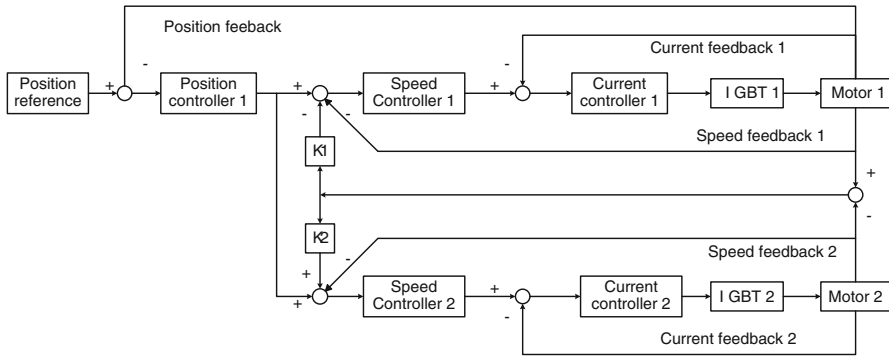 Position feeback
Current feedback 1
-
-
Position
reference
+
Position
controller 1
+
Speed
Controller 1
+
Current
controller 1
I GBT 1
Motor 1
-
-
Speed feedback 1
K1
+
-
K2
Speed feedback 2
-
+
+
Speed
Controller 2
+
Current
controller 2
I GBT 2
Motor 2
-
Current feedback 2